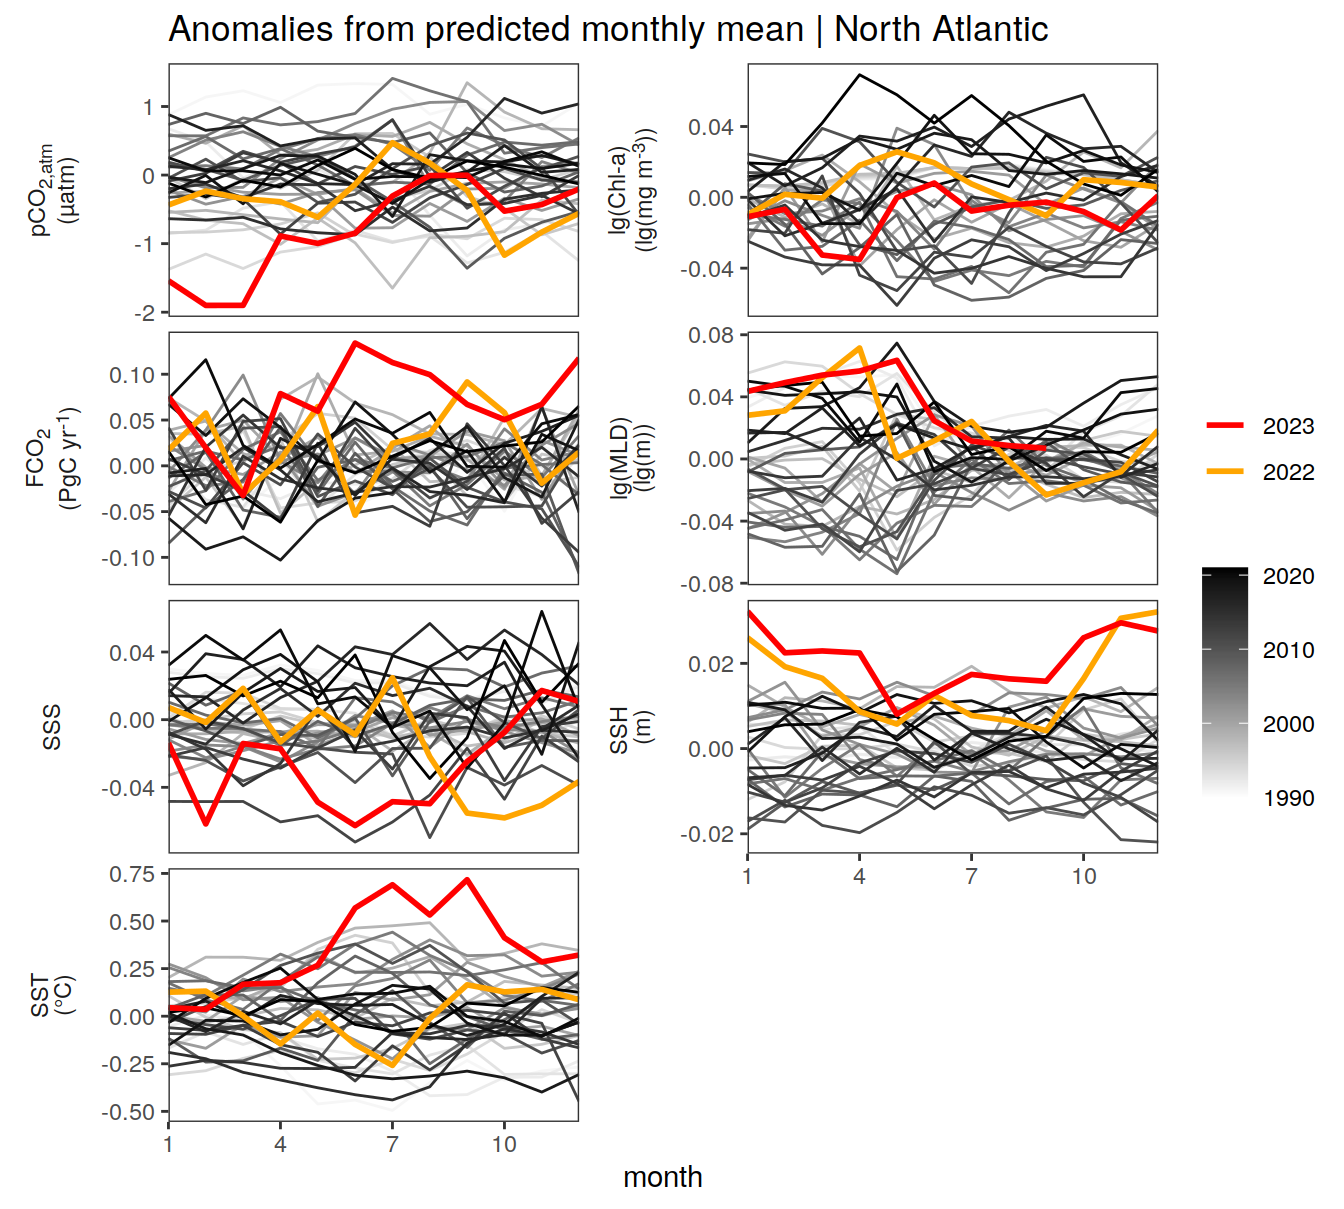 Anomalies from predicted monthly mean | North Atlantic
pCO2,atm
(µatm)
1
0
-1
-2
lg(Chl-a)
(lg(mg m-3))
0.04
0.00
-0.04
FCO2
(PgC yr-1)
0.10
0.05
0.00
-0.05
-0.10
lg(MLD)
(lg(m))
0.08
0.04
0.00
-0.04
-0.08
SSS
0.04
0.00
-0.04
SSH
(m)
0.02
0.00
-0.02
1 4 7 10
SST
(°C)
0.75
0.50
0.25
0.00
-0.25
-0.50
1 4 7 10
month
2023
2022
2020
2010
2000
1990